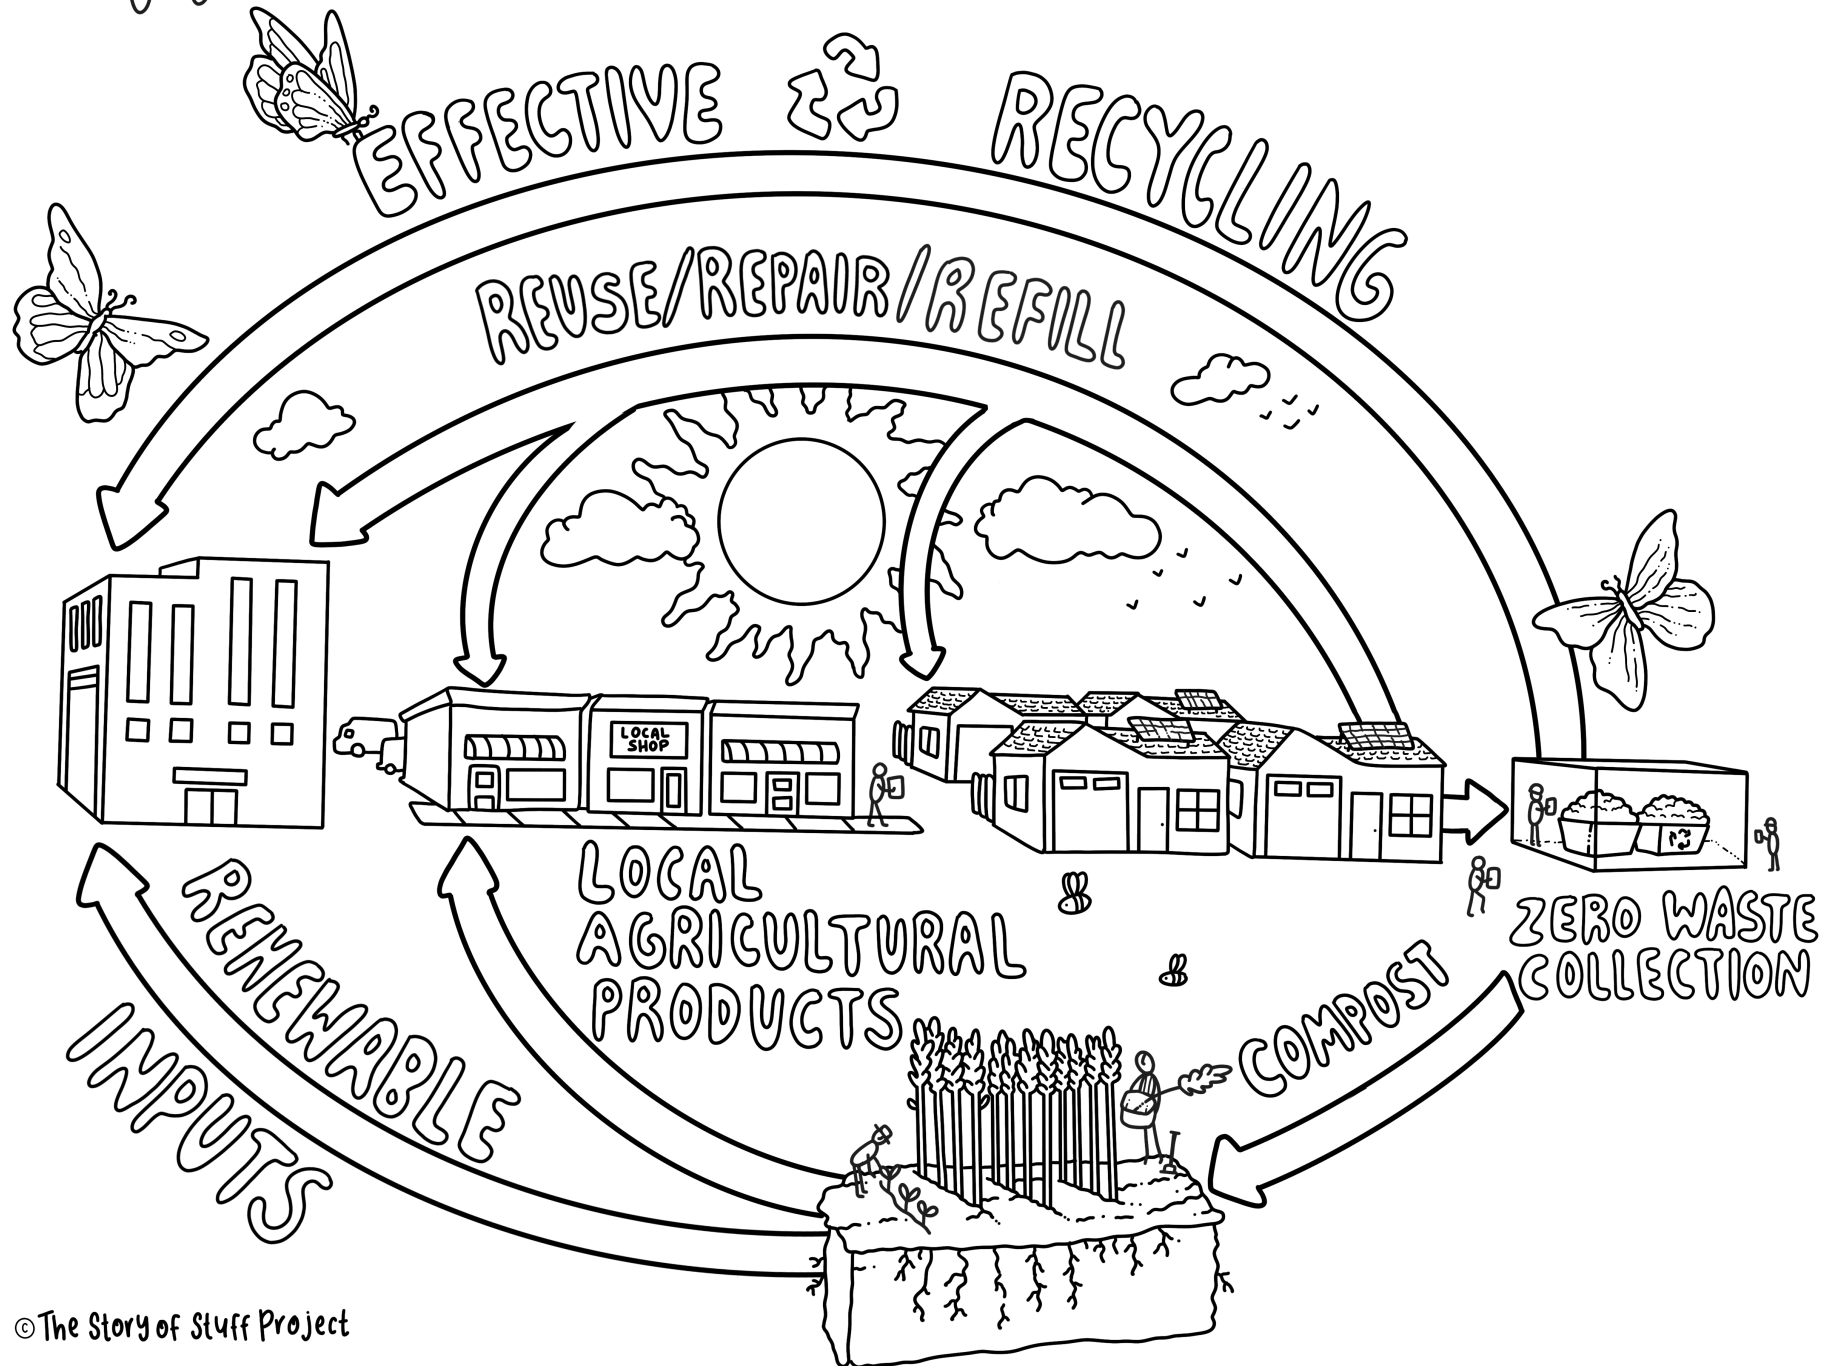 EFFECTIVE RECYCLING
REUSE/REPAIR/REFILL
LOCAL
SHOP
LOCAL
AGRICULTURAL
PRODUCTS
ZERO WASTE
COLLECTION
COMPOST
RENEWABLE
INPUTS
© The Story of Stuff Project